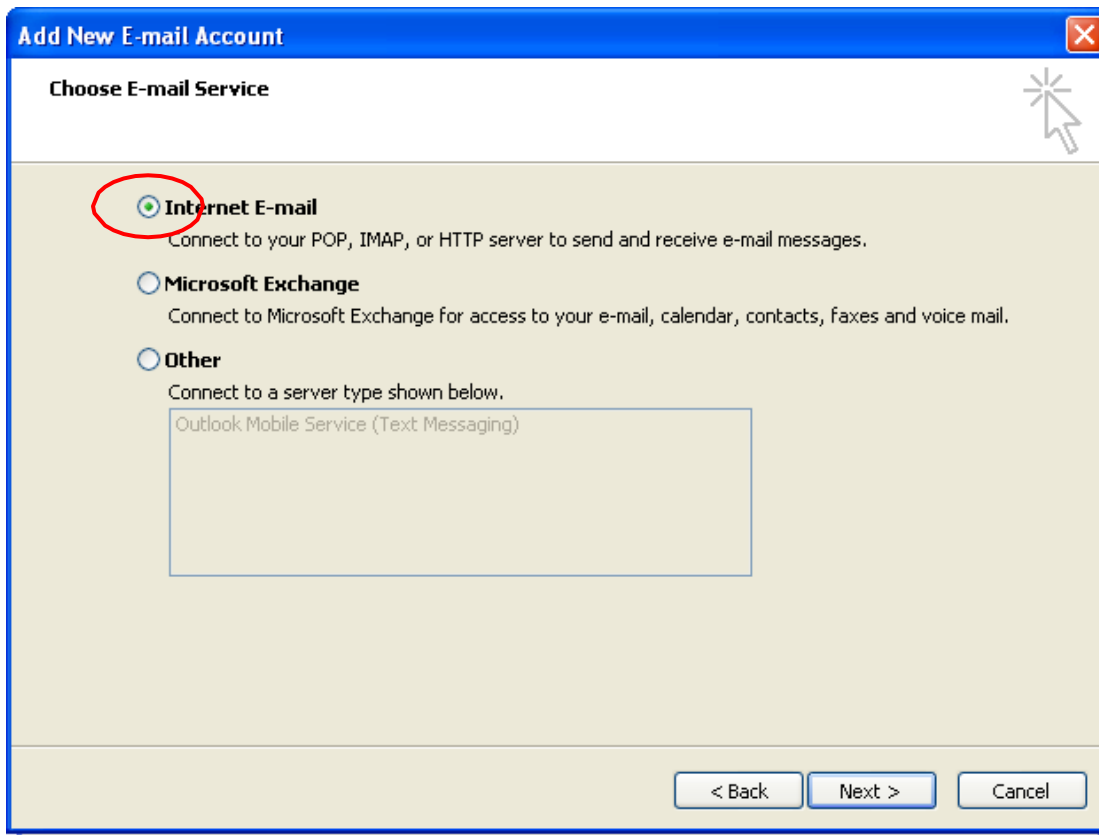 Add New E-mail Account
Choose E-mail Service
Internet E-mail
Connect to your POP, IMAP, or HTTP server to send and receive e-mail messages.
Microsoft Exchange
Connect to Microsoft Exchange for access to your e-mail, calendar, contacts, faxes and voice mail.
Other
Connect to a server type shown below.
Outlook Mobile Service (Text Messaging)
< Back Next > Cancel